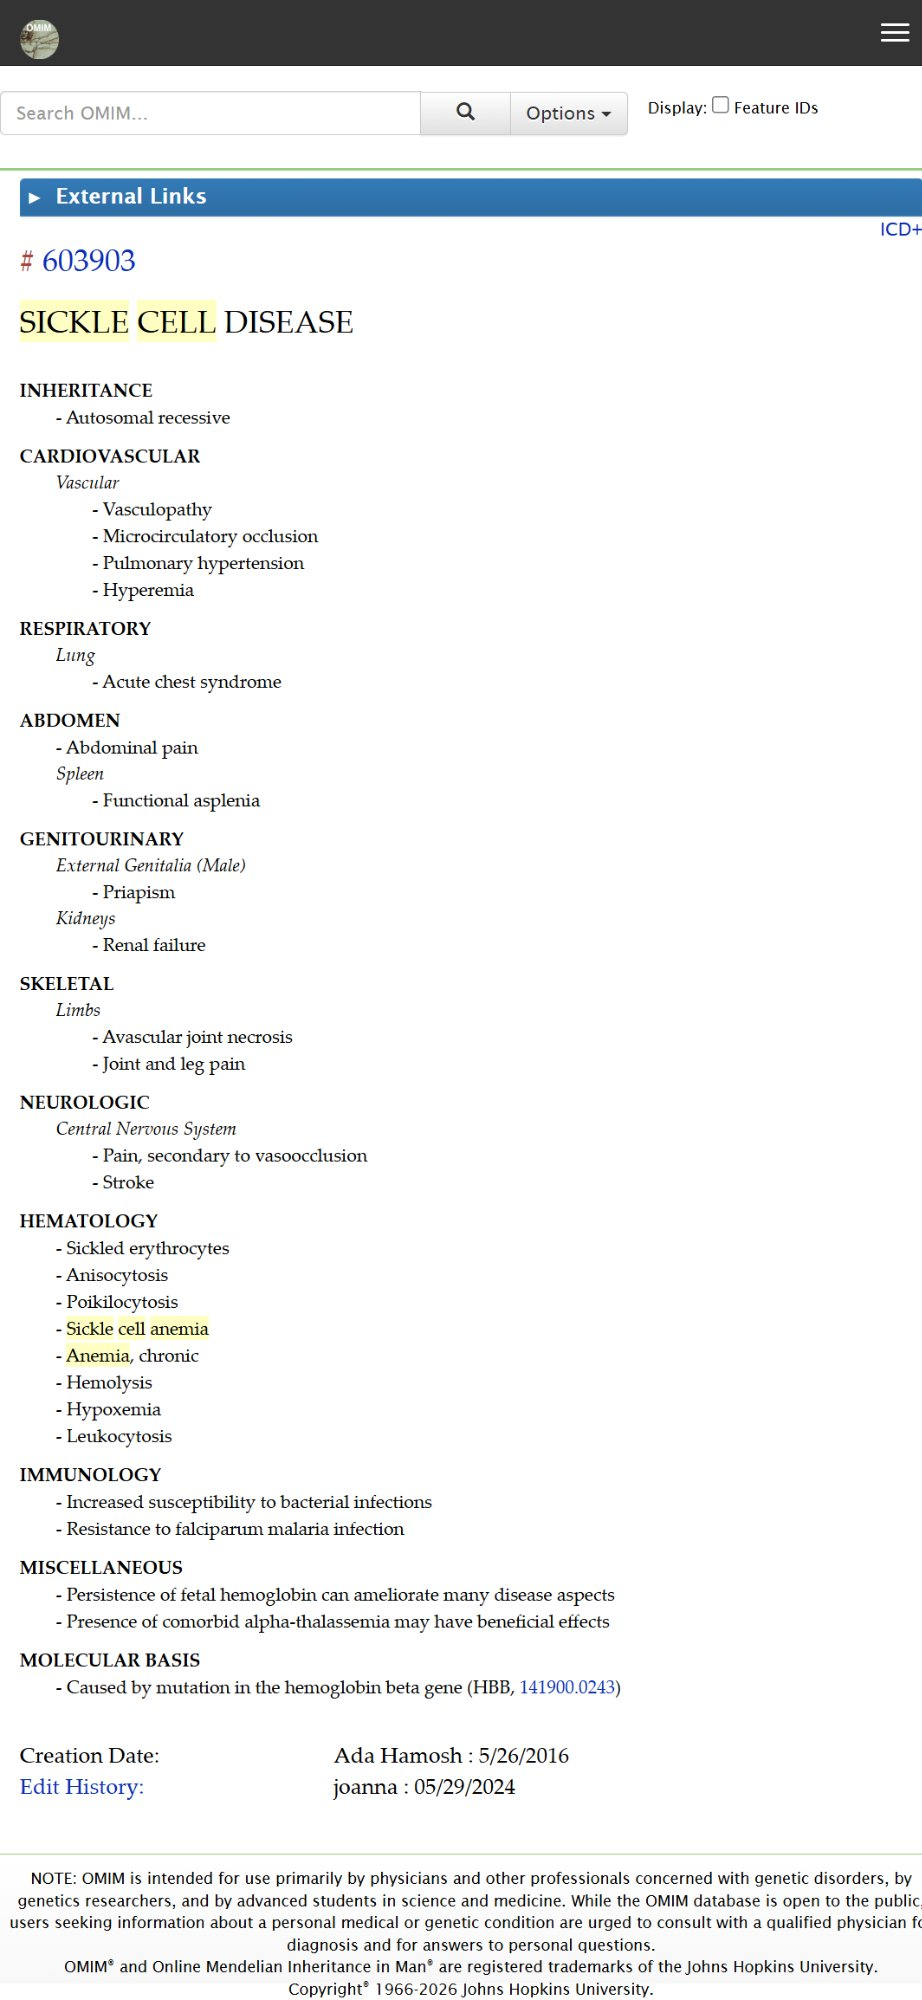 OMIM
Search OMIM...
Options
Display: Feature IDs
External Links
ICD+
# 603903
SICKLE CELL DISEASE
INHERITANCE
- Autosomal recessive
CARDIOVASCULAR
Vascular
- Vasculopathy
- Microcirculatory occlusion
- Pulmonary hypertension
- Hyperemia
RESPIRATORY
Lung
- Acute chest syndrome
ABDOMEN
- Abdominal pain
Spleen
- Functional asplenia
GENITOURINARY
External Genitalia (Male)
- Priapism
Kidneys
- Renal failure
SKELETAL
Limbs
- Avascular joint necrosis
- Joint and leg pain
NEUROLOGIC
Central Nervous System
- Pain, secondary to vasoocclusion
- Stroke
HEMATOLOGY
- Sickled erythrocytes
- Anisocytosis
- Poikilocytosis
- Sickle cell anemia
- Anemia, chronic
- Hemolysis
- Hypoxemia
- Leukocytosis
IMMUNOLOGY
- Increased susceptibility to bacterial infections
- Resistance to falciparum malaria infection
MISCELLANEOUS
- Persistence of fetal hemoglobin can ameliorate many disease aspects
- Presence of comorbid alpha-thalassemia may have beneficial effects
MOLECULAR BASIS
- Caused by mutation in the hemoglobin beta gene (HBB, 141900.0243)
Creation Date: Ada Hamosh : 5/26/2016
Edit History: joanna : 05/29/2024
NOTE: OMIM is intended for use primarily by physicians and other professionals concerned with genetic disorders, by
genetics researchers, and by advanced students in science and medicine. While the OMIM database is open to the public,
users seeking information about a personal medical or genetic condition are urged to consult with a qualified physician fo
diagnosis and for answers to personal questions.
OMIM® and Online Mendelian Inheritance in Man® are registered trademarks of the Johns Hopkins University.
Copyright® 1966-2026 Johns Hopkins University.